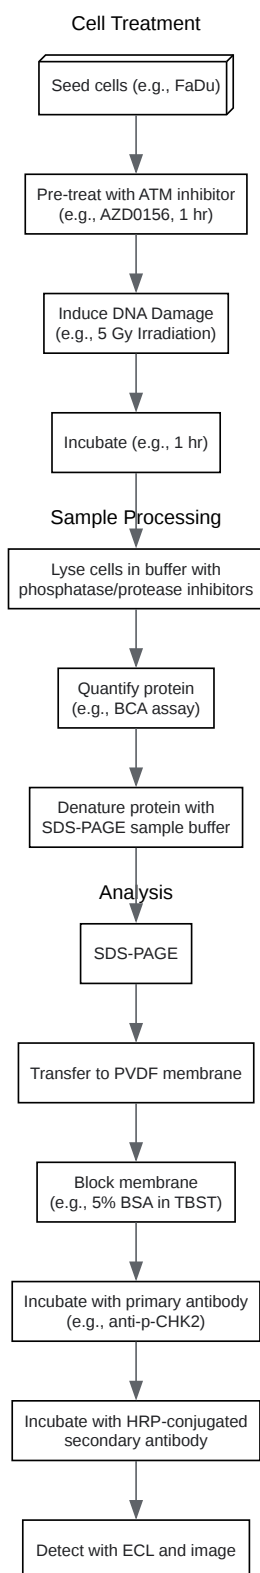 Cell Treatment
Seed cells (e.g., FaDu)
Pre-treat with ATM inhibitor
(e.g., AZD0156, 1 hr)
Induce DNA Damage
(e.g., 5 Gy Irradiation)
Incubate (e.g., 1 hr)
Sample Processing
Lyse cells in buffer with
phosphatase/protease inhibitors
Quantify protein
(e.g., BCA assay)
Denature protein with
SDS-PAGE sample buffer
Analysis
SDS-PAGE
Transfer to PVDF membrane
Block membrane
(e.g., 5% BSA in TBST)
Incubate with primary antibody
(e.g., anti-p-CHK2)
Incubate with HRP-conjugated
secondary antibody
Detect with ECL and image